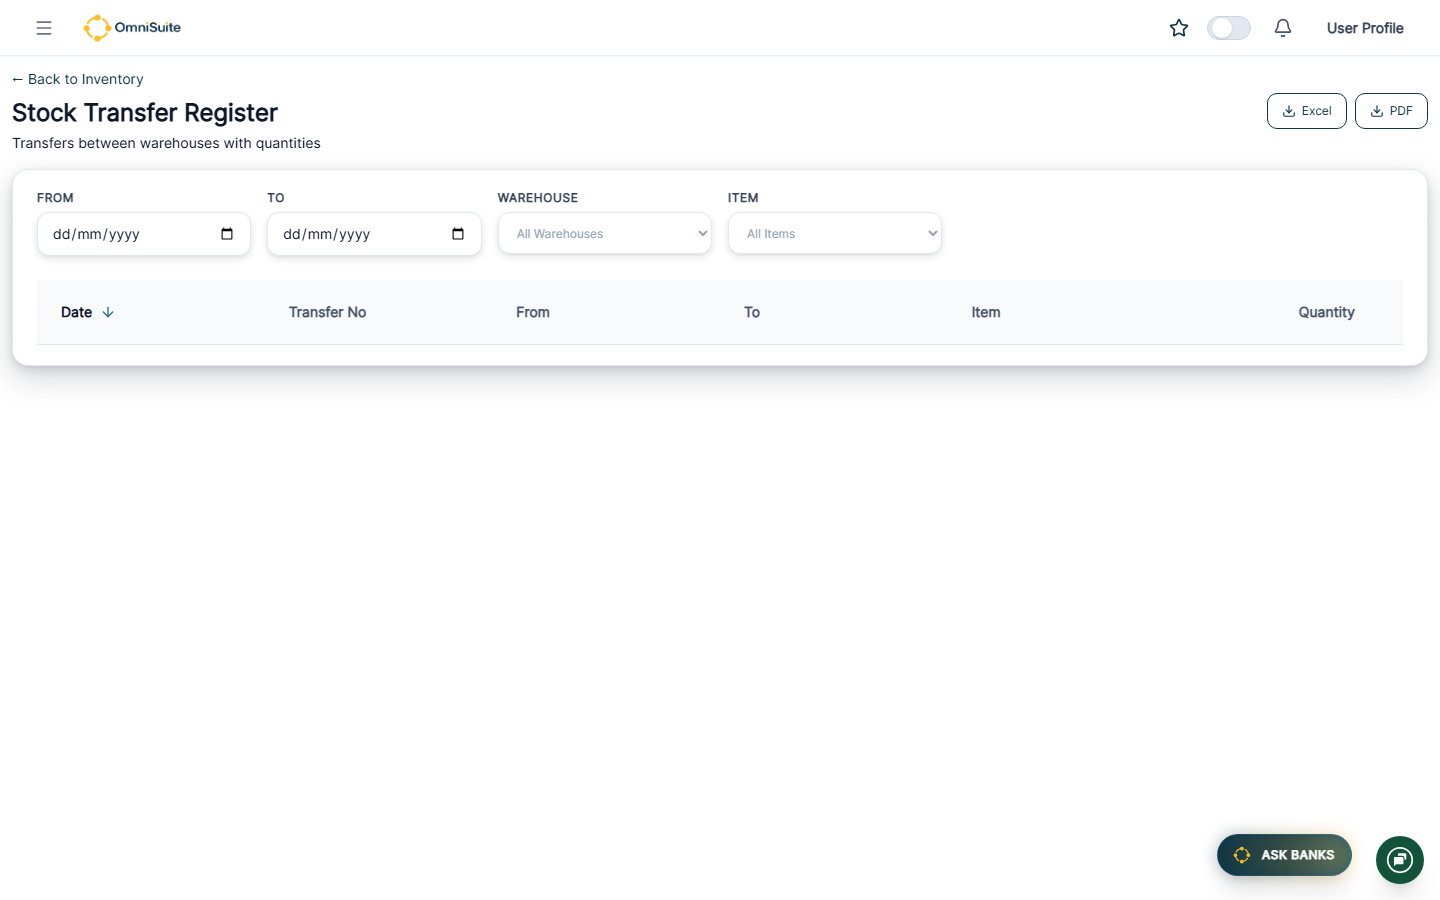 OmniSuite
User Profile
← Back to Inventory
Stock Transfer Register
Excel
PDF
Transfers between warehouses with quantities
FROM
TO
WAREHOUSE
ITEM
dd/mm/yyyy
dd/mm/yyyy
All Warehouses
All Items
Date ↓
Transfer No
From
To
Item
Quantity
ASK BANKS